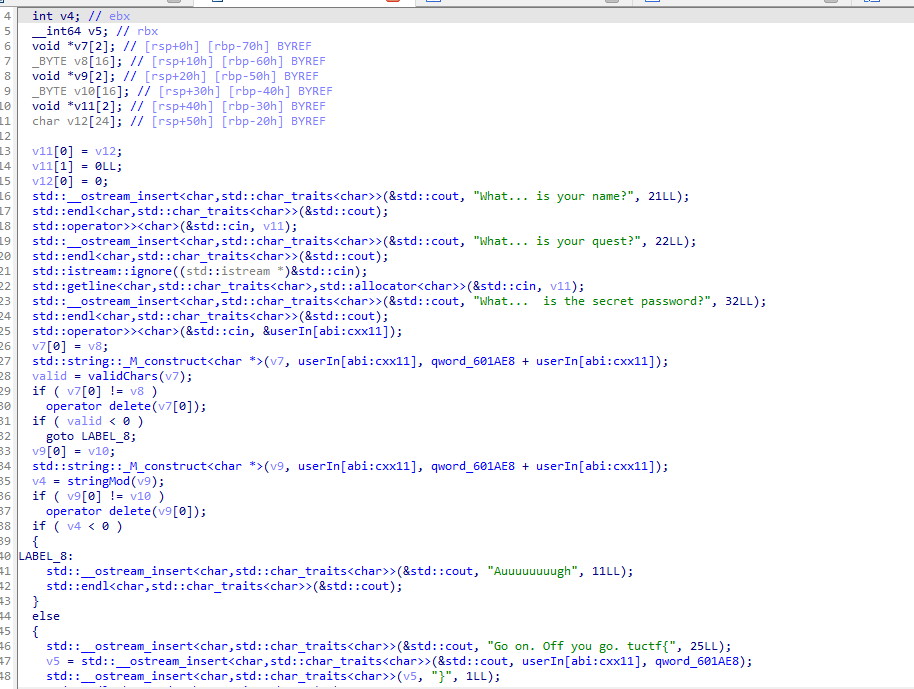 4 int v4; // ebx
5 __int64 v5; // rbx
6 void *v7[2]; // [rsp+0h] [rbp-70h] BYREF
7 _BYTE v8[16]; // [rsp+10h] [rbp-60h] BYREF
8 void *v9[2]; // [rsp+20h] [rbp-50h] BYREF
9 _BYTE v10[16]; // [rsp+30h] [rbp-40h] BYREF
10 void *v11[2]; // [rsp+40h] [rbp-30h] BYREF
11 char v12[24]; // [rsp+50h] [rbp-20h] BYREF
12
13 v11[0] = v12;
14 v11[1] = 0LL;
15 v12[0] = 0;
16 std::__ostream_insert<char,std::char_traits<char>>(&std::cout, "What... is your name?", 21LL);
17 std::endl<char,std::char_traits<char>>(&std::cout);
18 std::operator>><char>(&std::cin, v11);
19 std::__ostream_insert<char,std::char_traits<char>>(&std::cout, "What... is your quest?", 22LL);
20 std::endl<char,std::char_traits<char>>(&std::cout);
21 std::istream::ignore((std::istream *)&std::cin);
22 std::getline<char,std::char_traits<char>,std::allocator<char>>(&std::cin, v11);
23 std::__ostream_insert<char,std::char_traits<char>>(&std::cout, "What...  is the secret password?", 32LL);
24 std::endl<char,std::char_traits<char>>(&std::cout);
25 std::operator>><char>(&std::cin, &userIn[abi:cxx11]);
26 v7[0] = v8;
27 std::string::_M_construct<char *>(v7, userIn[abi:cxx11], qword_601AE8 + userIn[abi:cxx11]);
28 valid = validChars(v7);
29 if ( v7[0] != v8 )
30 operator delete(v7[0]);
31 if ( valid < 0 )
32 goto LABEL_8;
33 v9[0] = v10;
34 std::string::_M_construct<char *>(v9, userIn[abi:cxx11], qword_601AE8 + userIn[abi:cxx11]);
35 v4 = stringMod(v9);
36 if ( v9[0] != v10 )
37 operator delete(v9[0]);
38 if ( v4 < 0 )
39 {
40 LABEL_8:
41 std::__ostream_insert<char,std::char_traits<char>>(&std::cout, "Auuuuuuuugh", 11LL);
42 std::endl<char,std::char_traits<char>>(&std::cout);
43 }
44 else
45 {
46 std::__ostream_insert<char,std::char_traits<char>>(&std::cout, "Go on. Off you go. tuctf{", 25LL);
47 v5 = std::__ostream_insert<char,std::char_traits<char>>(&std::cout, userIn[abi:cxx11], qword_601AE8);
48 std::__ostream_insert<char,std::char_traits<char>>(v5, "}", 1LL);